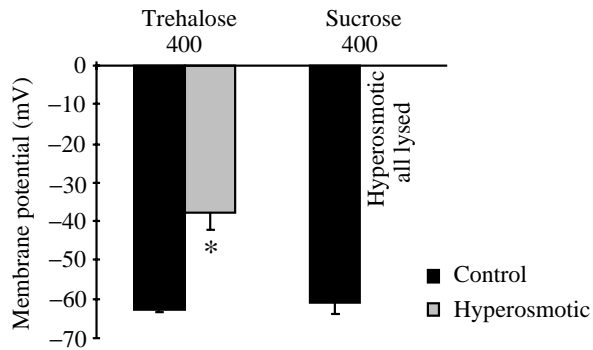 Trehalose Sucrose
400 400
0
−10
−20
−30
−40
−50
−60
−70
Membrane potential (mV)
*
Hyperosmotic
all lysed
Control
Hyperosmotic